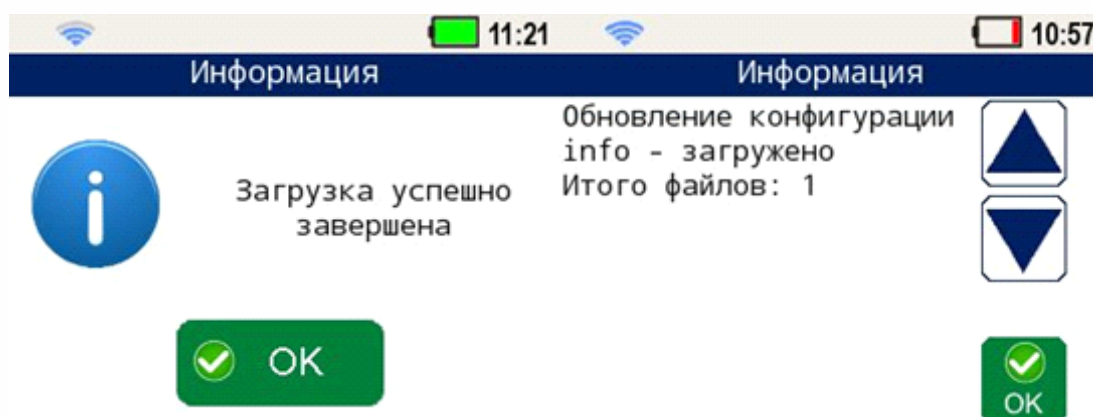 11:21
Информация
Загрузка успешно
завершена
OK
10:57
Информация
Обновление конфигурации
info – загружено
Итого файлов: 1
OK